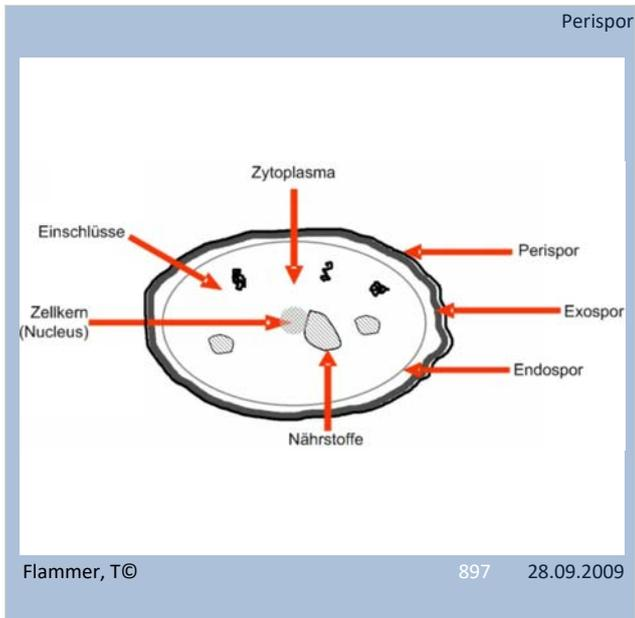 Perispor
Zytoplasma
Einschlüsse
Perispor
Zellkern
(Nucleus)
Exospor
Endospor
Nährstoffe
Flammer, T© 897 28.09.2009